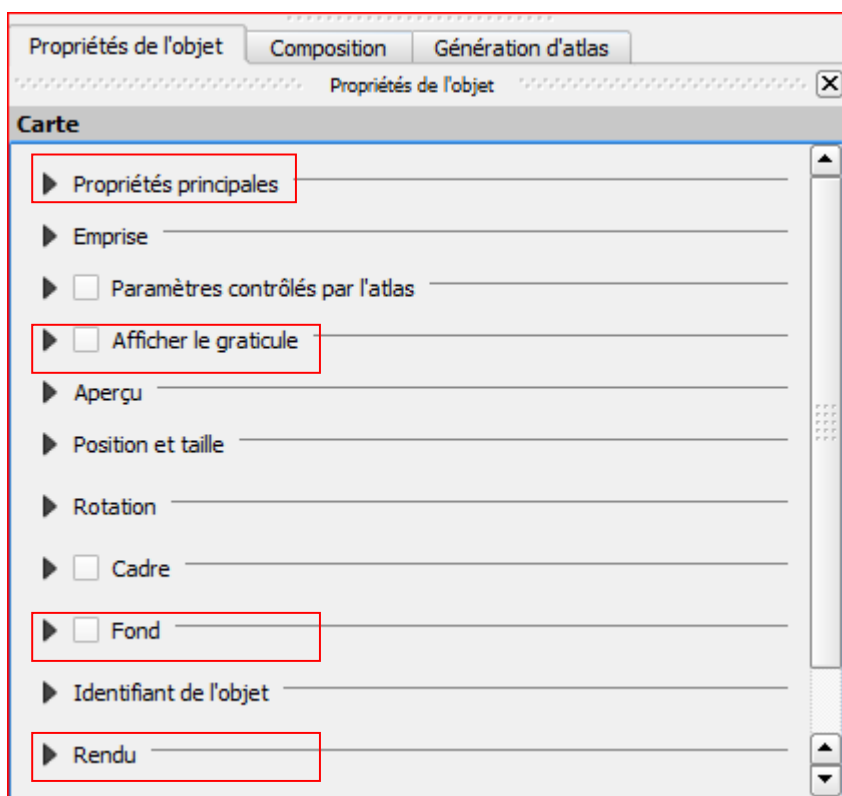 Propriétés de l'objet Composition Génération d'atlas
Propriétés de l'objet
Carte
Propriétés principales
Emprise
Paramètres contrôlés par l'atlas
Afficher le graticule
Aperçu
Position et taille
Rotation
Cadre
Fond
Identifiant de l'objet
Rendu